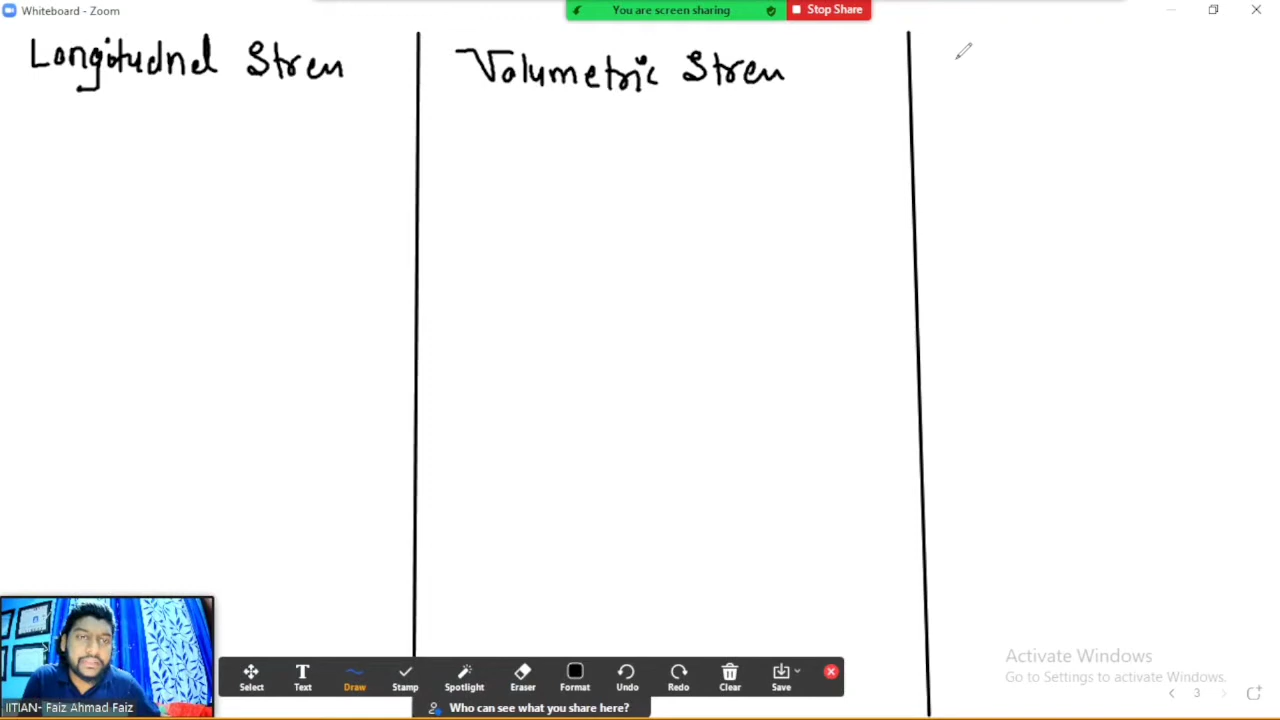 Whiteboard - Zoom
You are screen sharing
Stop Share
Longitudnal Stress
Volumetric Stress
Activate Windows
Go to Settings to activate Windows.
3
Select
Text
Draw
Stamp
Spotlight
Eraser
Format
Undo
Redo
Clear
Save
IITIAN- Faiz Ahmad Faiz
Who can see what you share here?